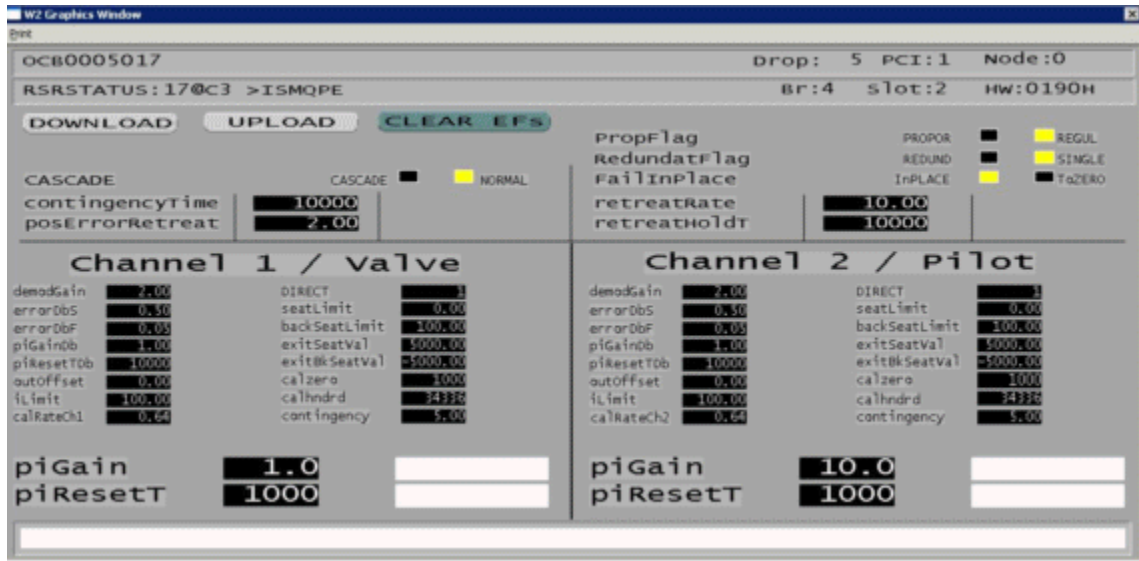 W2 Graphics Window
Print
OCB0005017 Drop: 5 PCI:1 Node:0
RSRSTATUS:17@C3 >ISMQPE Br:4 Slot:2 HW:0190H
DOWNLOAD UPLOAD CLEAR EFs
PropFlag PROPOR REGUL
RedundatFlag REDUND SINGLE
CASCADE CASCADE NORMAL FailInPlace InPLACE ToZERO
contingencyTime 10000 retreatRate 10.00
posErrorRetreat 2.00 retreatHoldT 10000
Channel 1 / Valve
demodGain 2.00 DIRECT 1
errorDbS 0.50 seatLimit 0.00
errorDbF 0.05 backSeatLimit 100.00
piGainDb 1.00 exitSeatVal 5000.00
piResetTDb 10000 exitBkSeatVal -5000.00
outOffset 0.00 calzero 1000
iLimit 100.00 calhndrd 34336
calRateCh1 0.64 contingency 5.00
piGain 1.0
piResetT 1000
Channel 2 / Pilot
demodGain 2.00 DIRECT 1
errorDbS 0.50 seatLimit 0.00
errorDbF 0.05 backSeatLimit 100.00
piGainDb 1.00 exitSeatVal 5000.00
piResetTDb 10000 exitBkSeatVal -5000.00
outOffset 0.00 calzero 1000
iLimit 100.00 calhndrd 34336
calRateCh2 0.64 contingency 5.00
piGain 10.0
piResetT 1000